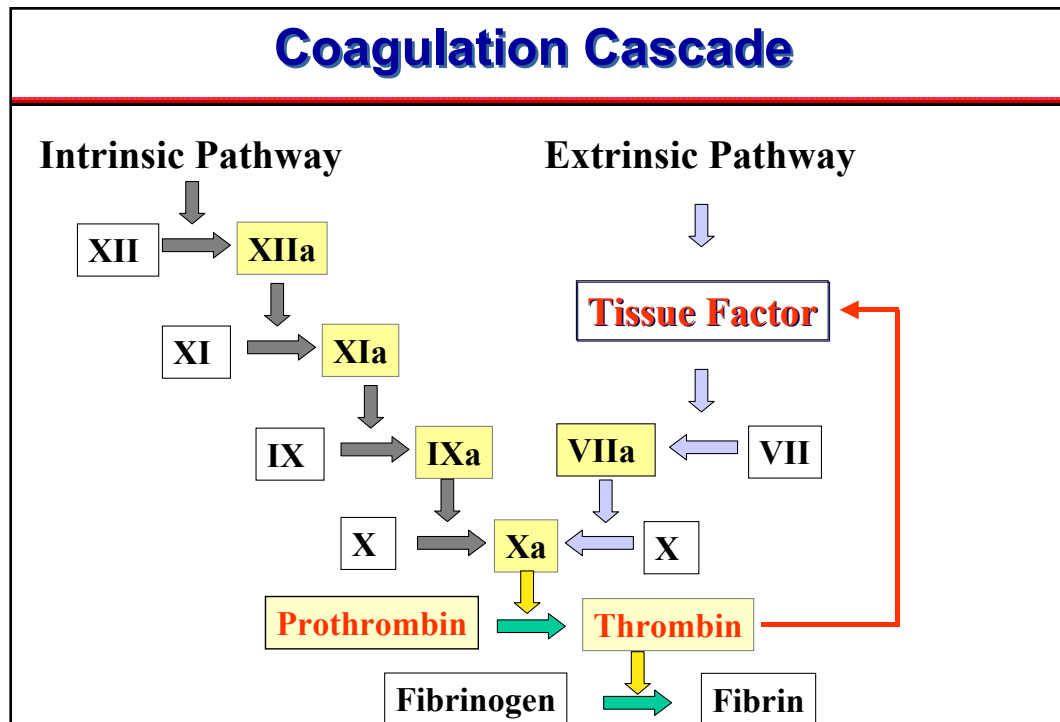 Coagulation Cascade
Intrinsic Pathway
Extrinsic Pathway
XII
XIIa
Tissue Factor
XI
XIa
IX
IXa
VIIa
VII
X
Xa
X
Prothrombin
Thrombin
Fibrinogen
Fibrin